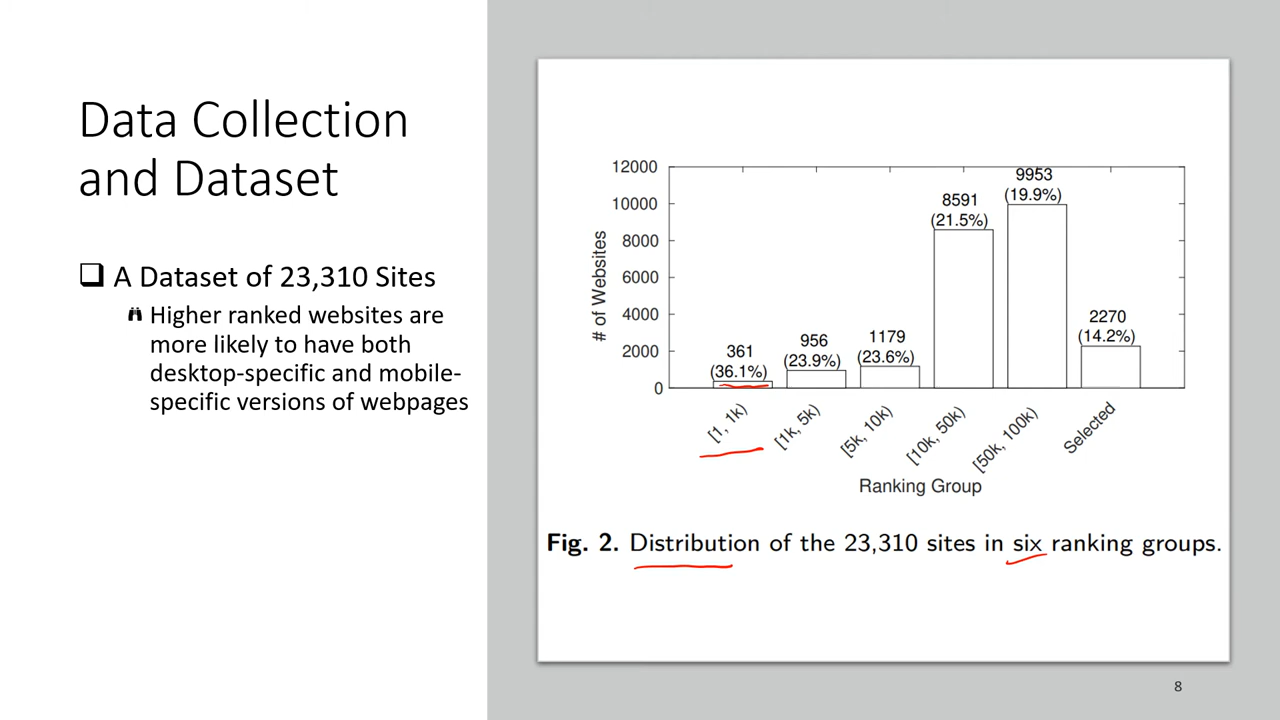 Data Collection
and Dataset
A Dataset of 23,310 Sites
Higher ranked websites are
more likely to have both
desktop-specific and mobile-
specific versions of webpages
# of Websites
12000
10000
8000
6000
4000
2000
0
361
(36.1%)
956
(23.9%)
1179
(23.6%)
8591
(21.5%)
9953
(19.9%)
2270
(14.2%)
[1, 1k)
[1k, 5k)
[5k, 10k)
[10k, 50k)
[50k, 100k)
Selected
Ranking Group
Fig. 2. Distribution of the 23,310 sites in six ranking groups.
8